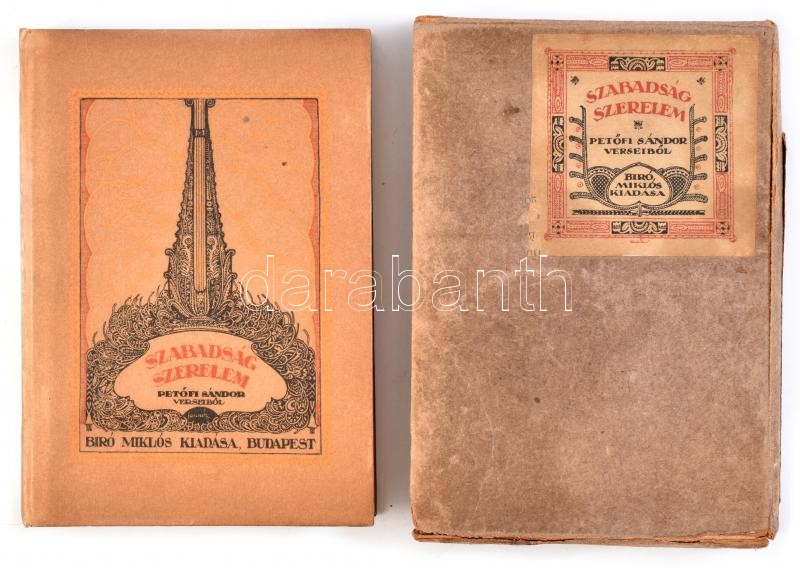 SZABADSÁG
SZERELEM
PETŐFI SÁNDOR
VERSEIBŐL
BIRÓ MIKLÓS KIADÁSA, BUDAPEST
SZABADSÁG
SZERELEM
PETŐFI SÁNDOR
VERSEIBŐL
BIRÓ
MIKLÓS
KIADÁSA
darabanth